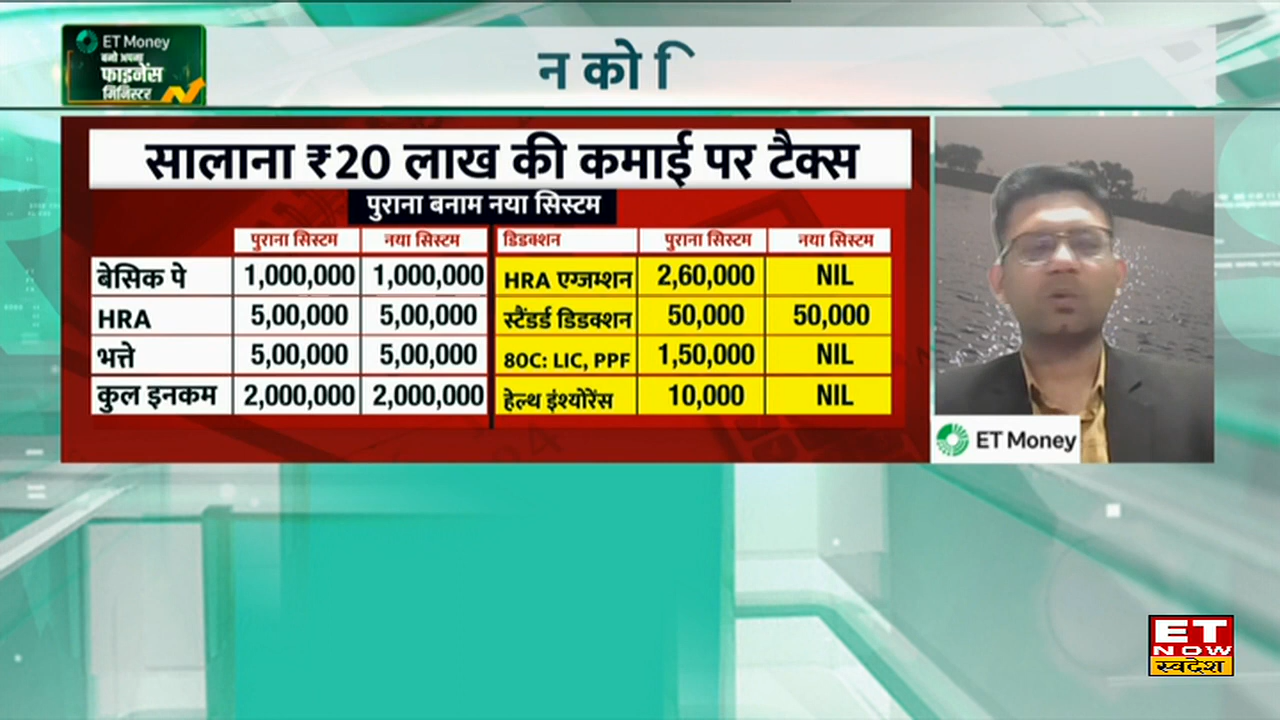 ET Money
बनो अपना
फाइनेंस
मिनिस्टर
न को
सालाना ₹20 लाख की कमाई पर टैक्स
पुराना बनाम नया सिस्टम
पुराना सिस्टम नया सिस्टम डिडक्शन पुराना सिस्टम नया सिस्टम
बेसिक पे 1,000,000 1,000,000 HRA एग्जम्शन 2,60,000 NIL
HRA 5,00,000 5,00,000 स्टैंडर्ड डिडक्शन 50,000 50,000
भत्ते 5,00,000 5,00,000 80C: LIC, PPF 1,50,000 NIL
कुल इनकम 2,000,000 2,000,000 हेल्थ इंश्योरेंस 10,000 NIL
ET Money
ET
NOW
स्वदेश